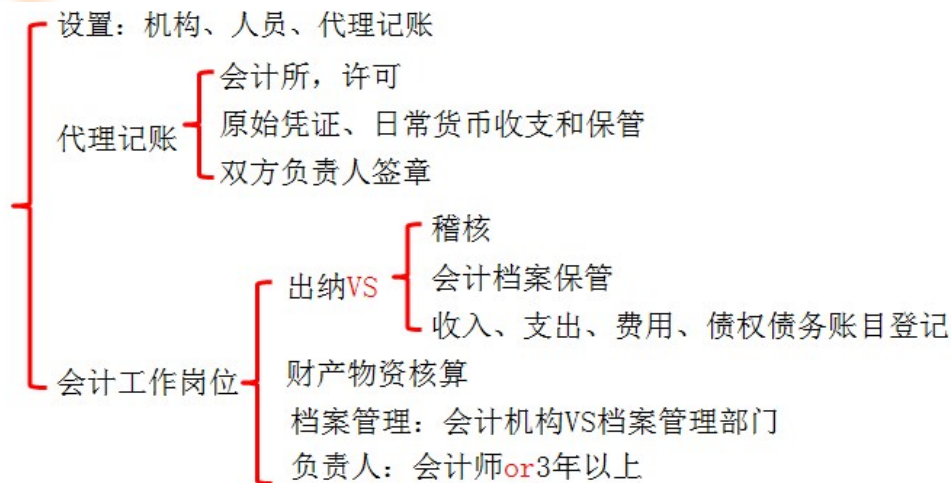 设置：机构、人员、代理记账
代理记账
会计所，许可
原始凭证、日常货币收支和保管
双方负责人签章
会计工作岗位
出纳VS
稽核
会计档案保管
收入、支出、费用、债权债务账目登记
财产物资核算
档案管理：会计机构VS档案管理部门
负责人：会计师or3年以上